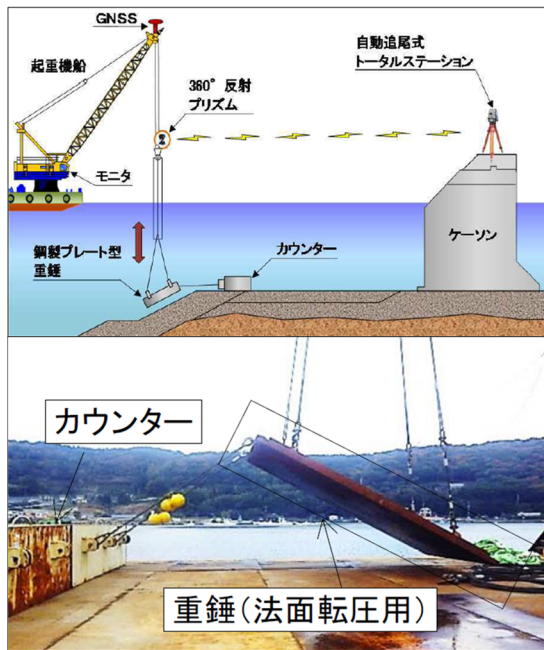 GNSS
起重機船
360°反射
プリズム
自動追尾式
トータルステーション
2
モニタ
鋼製プレート型
重錘
カウンター
ケーソン
カウンター
重錘(法面転圧用)